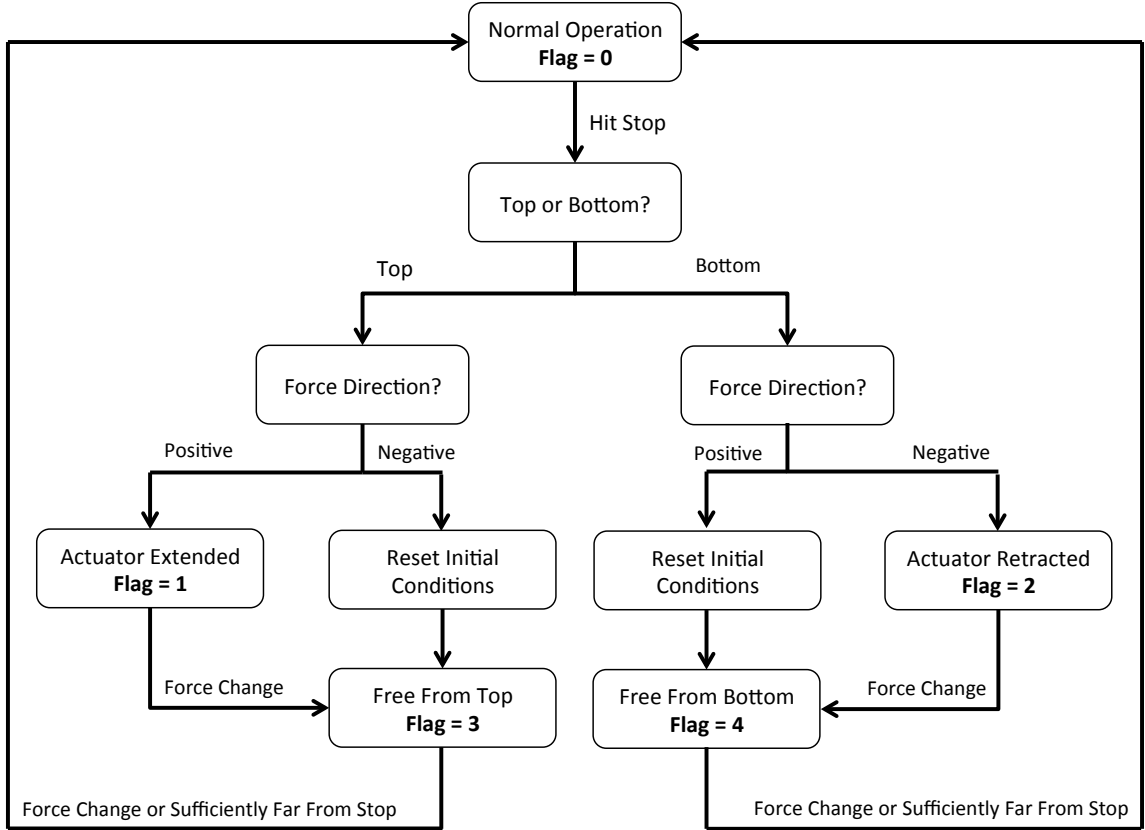 Normal Operation
Flag = 0
Hit Stop
Top or Bottom?
Top
Bottom
Force Direction?
Force Direction?
Positive
Negative
Positive
Negative
Actuator Extended
Flag = 1
Reset Initial
Conditions
Reset Initial
Conditions
Actuator Retracted
Flag = 2
Force Change
Free From Top
Flag = 3
Free From Bottom
Flag = 4
Force Change
Force Change or Sufficiently Far From Stop
Force Change or Sufficiently Far From Stop